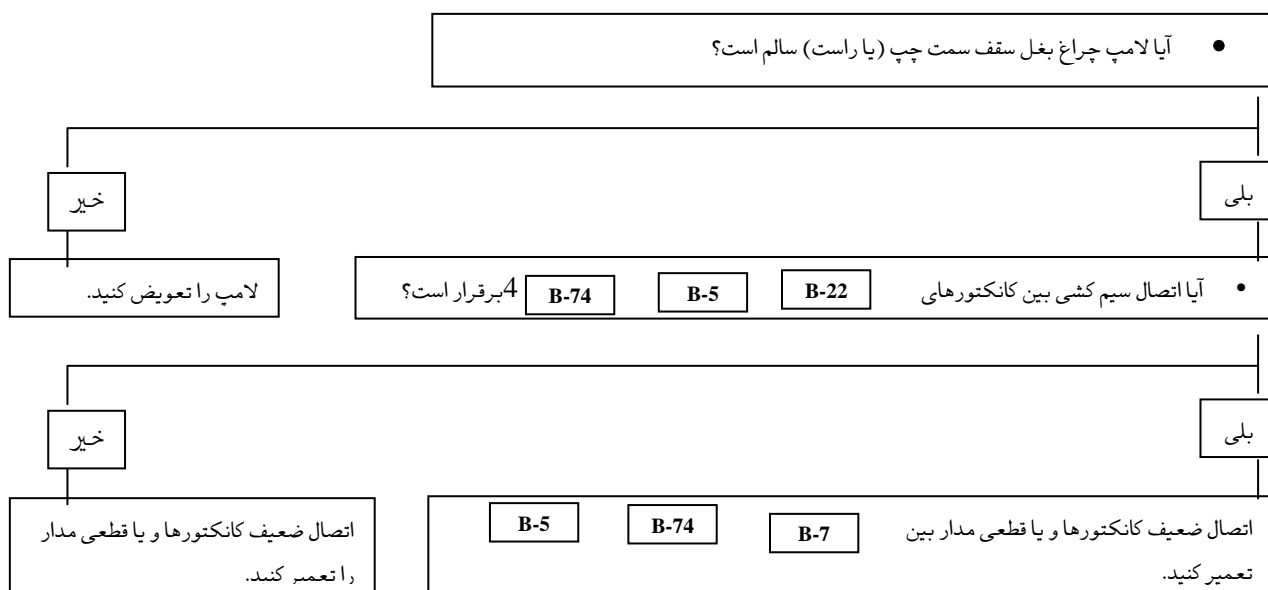 • آیا لامپ چراغ بغل سقف سمت چپ (یا راست) سالم است؟
بلی
خیر
• آیا اتصال سیم کشی بین کانکتورهای B-22 B-5 B-74 4برقرار است؟
لامپ را تعویض کنید.
بلی
خیر
اتصال ضعیف کانکتورها و یا قطعی مدار بین B-7 B-74 B-5
تعمیر کنید.
اتصال ضعیف کانکتورها و یا قطعی مدار
را تعمیر کنید.